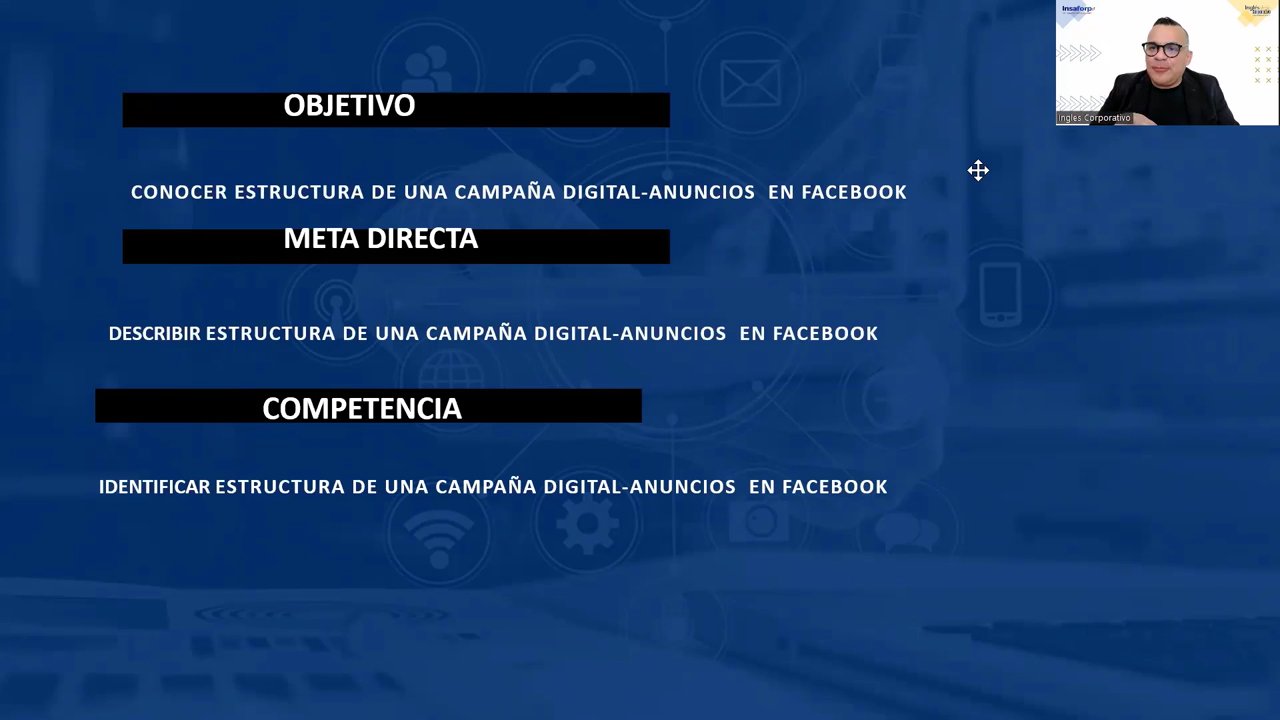 OBJETIVO
CONOCER ESTRUCTURA DE UNA CAMPAÑA DIGITAL-ANUNCIOS EN FACEBOOK
META DIRECTA
DESCRIBIR ESTRUCTURA DE UNA CAMPAÑA DIGITAL-ANUNCIOS EN FACEBOOK
COMPETENCIA
IDENTIFICAR ESTRUCTURA DE UNA CAMPAÑA DIGITAL-ANUNCIOS EN FACEBOOK
Insaforp
Ingles Corporativo